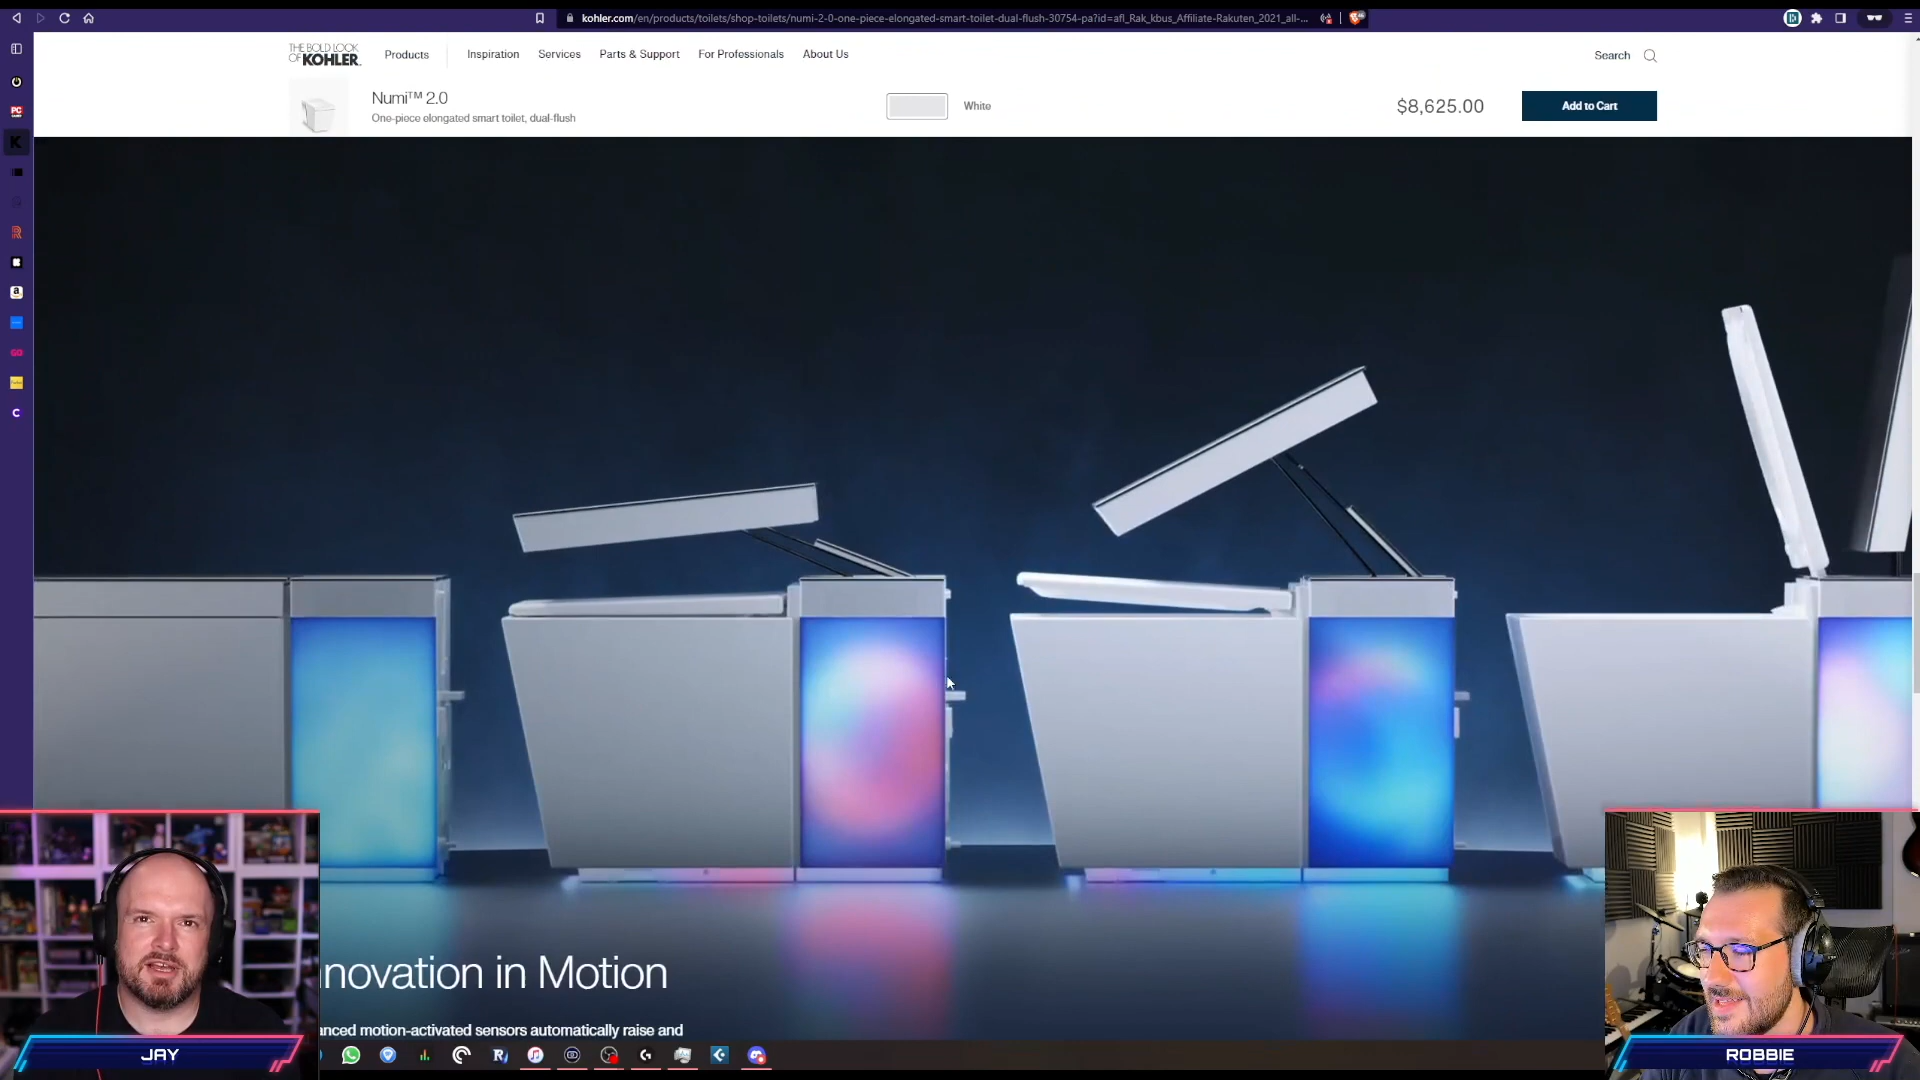 kohler.com/en/products/toilets/shop-toilets/numi-2-0-one-piece-elongated-smart-toilet-dual-flush-30754-pa?id=afl_Rak_kbus_Affiliate-Rakuten_2021_all-...
THE BOLD LOOK
OF KOHLER.
Products
Inspiration
Services
Parts & Support
For Professionals
About Us
Search
Numi™ 2.0
One-piece elongated smart toilet, dual-flush
White
$8,625.00
Add to Cart
nnovation in Motion
anced motion-activated sensors automatically raise and
JAY
ROBBIE